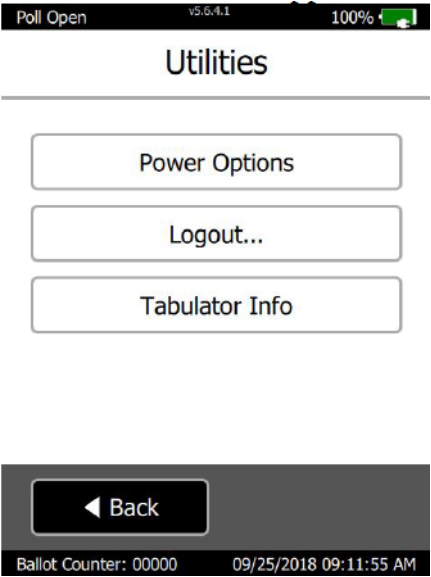 Poll Open v5.6.4.1 100%
Utilities
Power Options
Logout...
Tabulator Info
Back
Ballot Counter: 00000 09/25/2018 09:11:55 AM